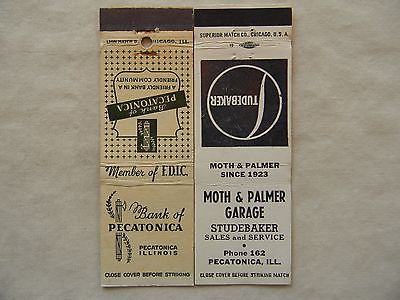 ILL.
A FRIENDLY BANK IN A
FRIENDLY COMMUNITY
Bank of
PECATONICA
Member of F.D.I.C.
Bank of
PECATONICA
PECATONICA
ILLINOIS
CLOSE COVER BEFORE STRIKING
SUPERIOR MATCH CO., CHICAGO, U.S.A.
STUDEBAKER
MOTH & PALMER
SINCE 1923
MOTH & PALMER
GARAGE
STUDEBAKER
SALES and SERVICE
Phone 162
PECATONICA, ILL.
CLOSE COVER BEFORE STRIKING MATCH